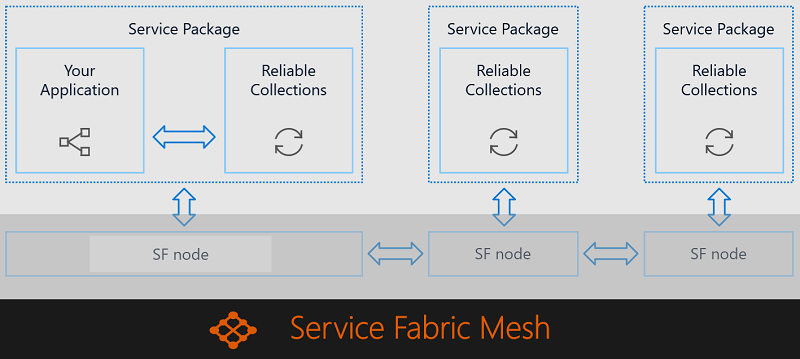 Service Package
Service Package
Service Package
Your
Application
Reliable
Collections
Reliable
Collections
Reliable
Collections
SF node
SF node
SF node
Service Fabric Mesh